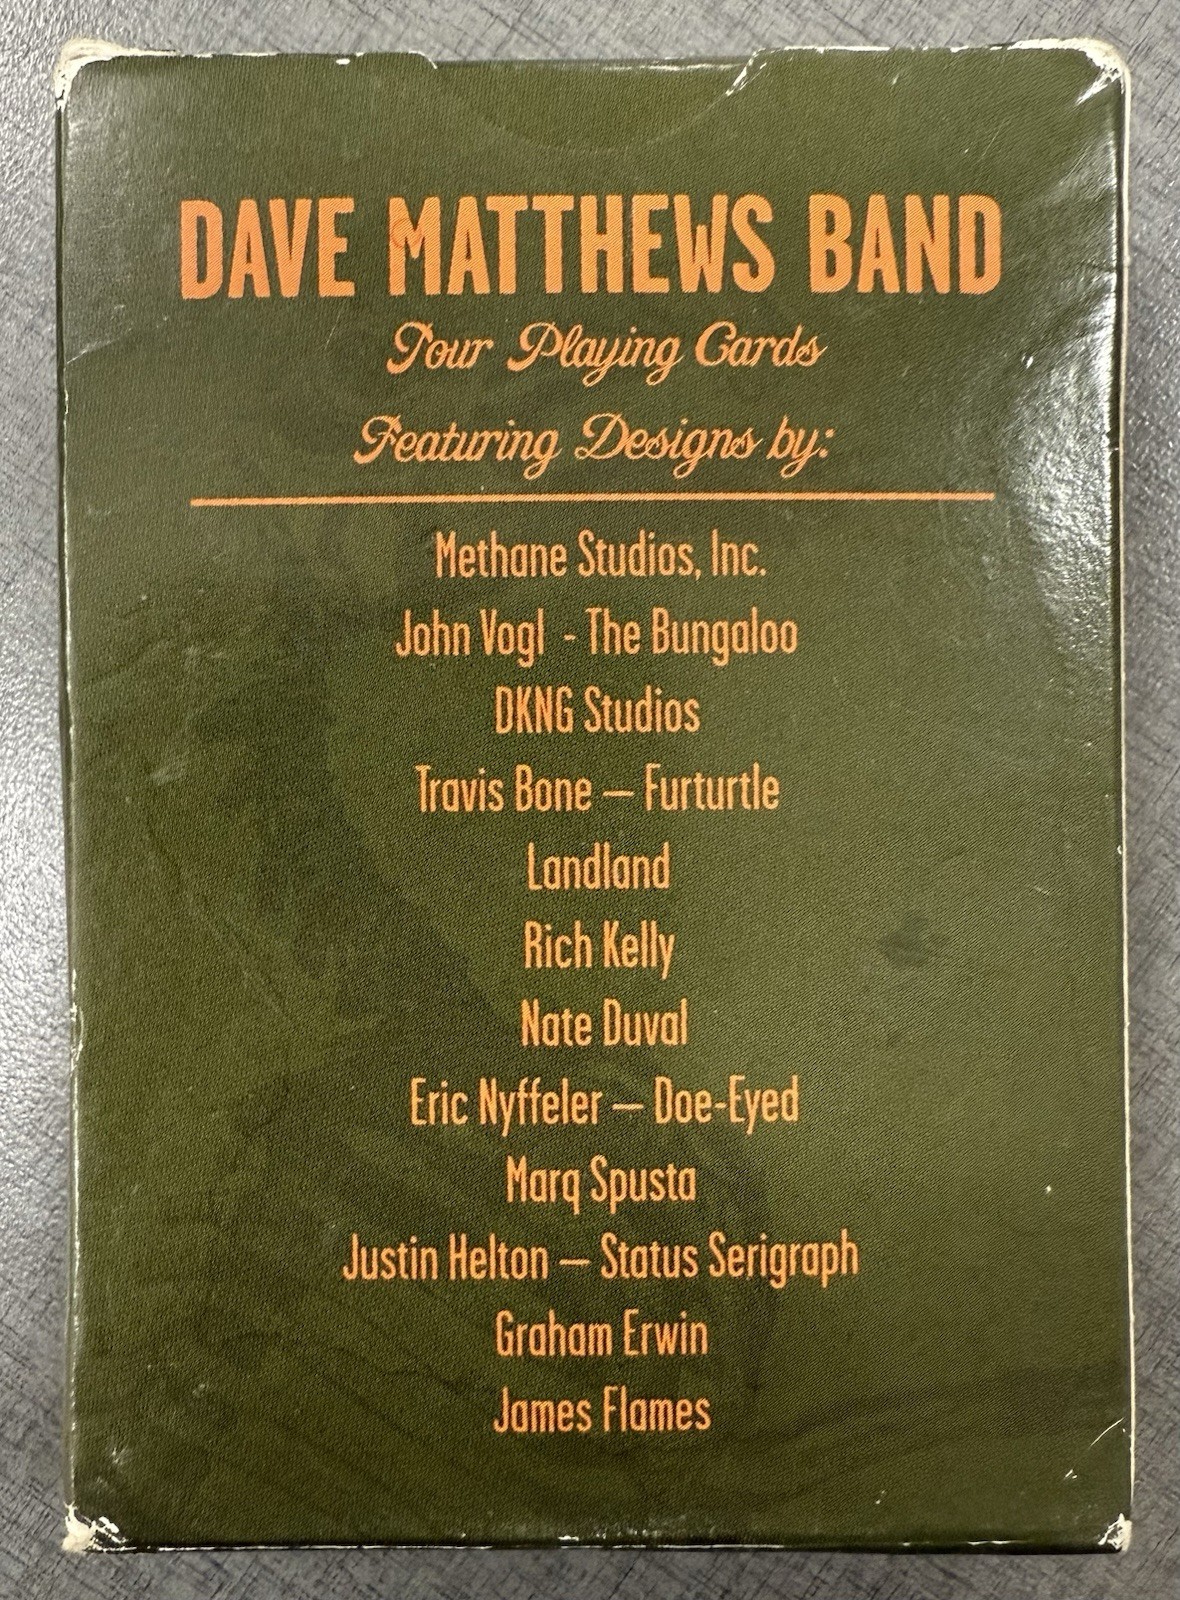 DAVE MATTHEWS BAND
Tour Playing Cards
Featuring Designs by:
Methane Studios, Inc.
John Vogl - The Bungaloo
DKNG Studios
Travis Bone – Furturtle
Landland
Rich Kelly
Nate Duval
Eric Nyffeler – Doe-Eyed
Marq Spusta
Justin Helton – Status Serigraph
Graham Erwin
James Flames